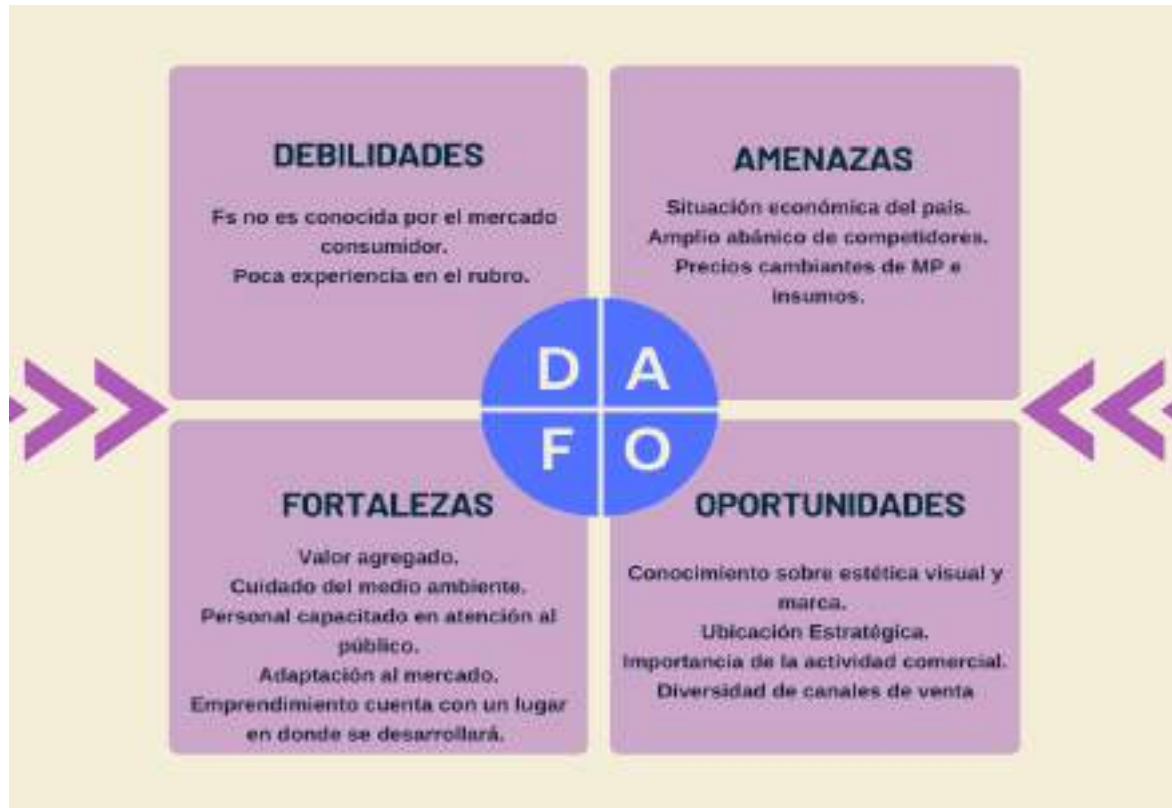 DEBILIDADES
Fs no es conocida por el mercado
consumidor.
Poca experiencia en el rubro.
AMENAZAS
Situación económica del país.
Amplio abánico de competidores.
Precios cambiantes de MP e
insumos.
D A
F O
FORTALEZAS
Valor agregado.
Cuidado del medio ambiente.
Personal capacitado en atención al
público.
Adaptación al mercado.
Emprendimiento cuenta con un lugar
en donde se desarrollará.
OPORTUNIDADES
Conocimiento sobre estética visual y
marca.
Ubicación Estratégica.
Importancia de la actividad comercial.
Diversidad de canales de venta